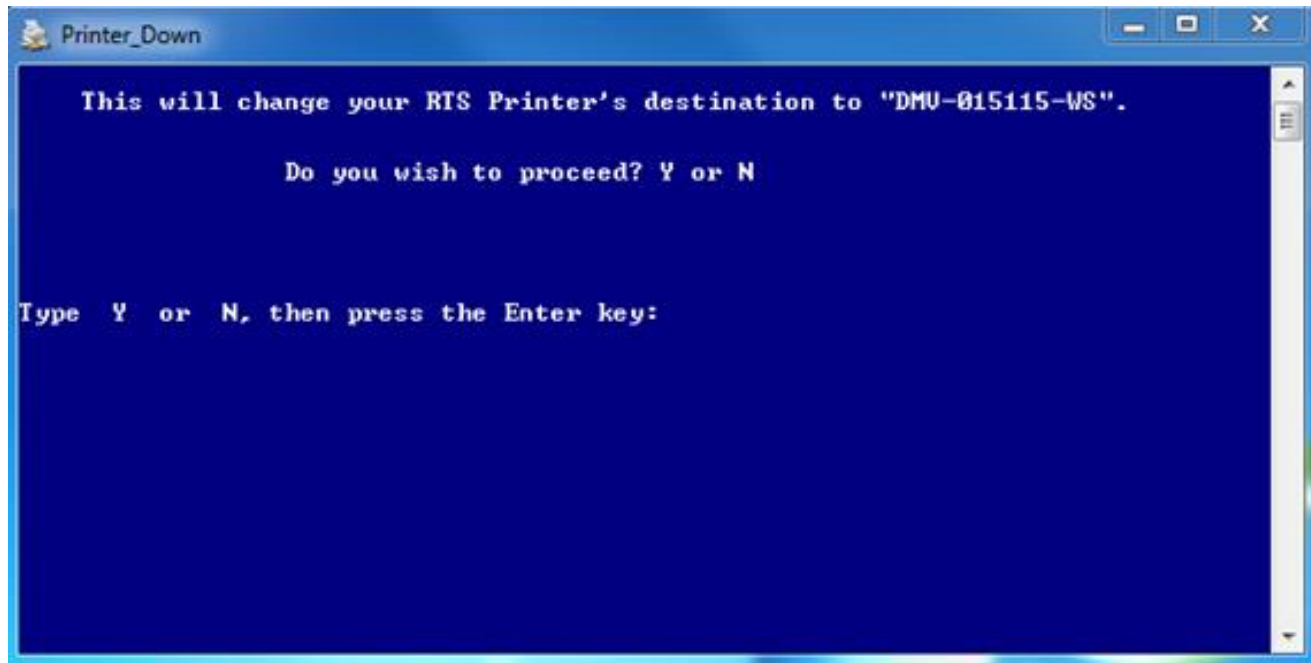 Printer_Down
This will change your RTS Printer's destination to "DMV-015115-WS".
Do you wish to proceed? Y or N
Type Y or N, then press the Enter key: